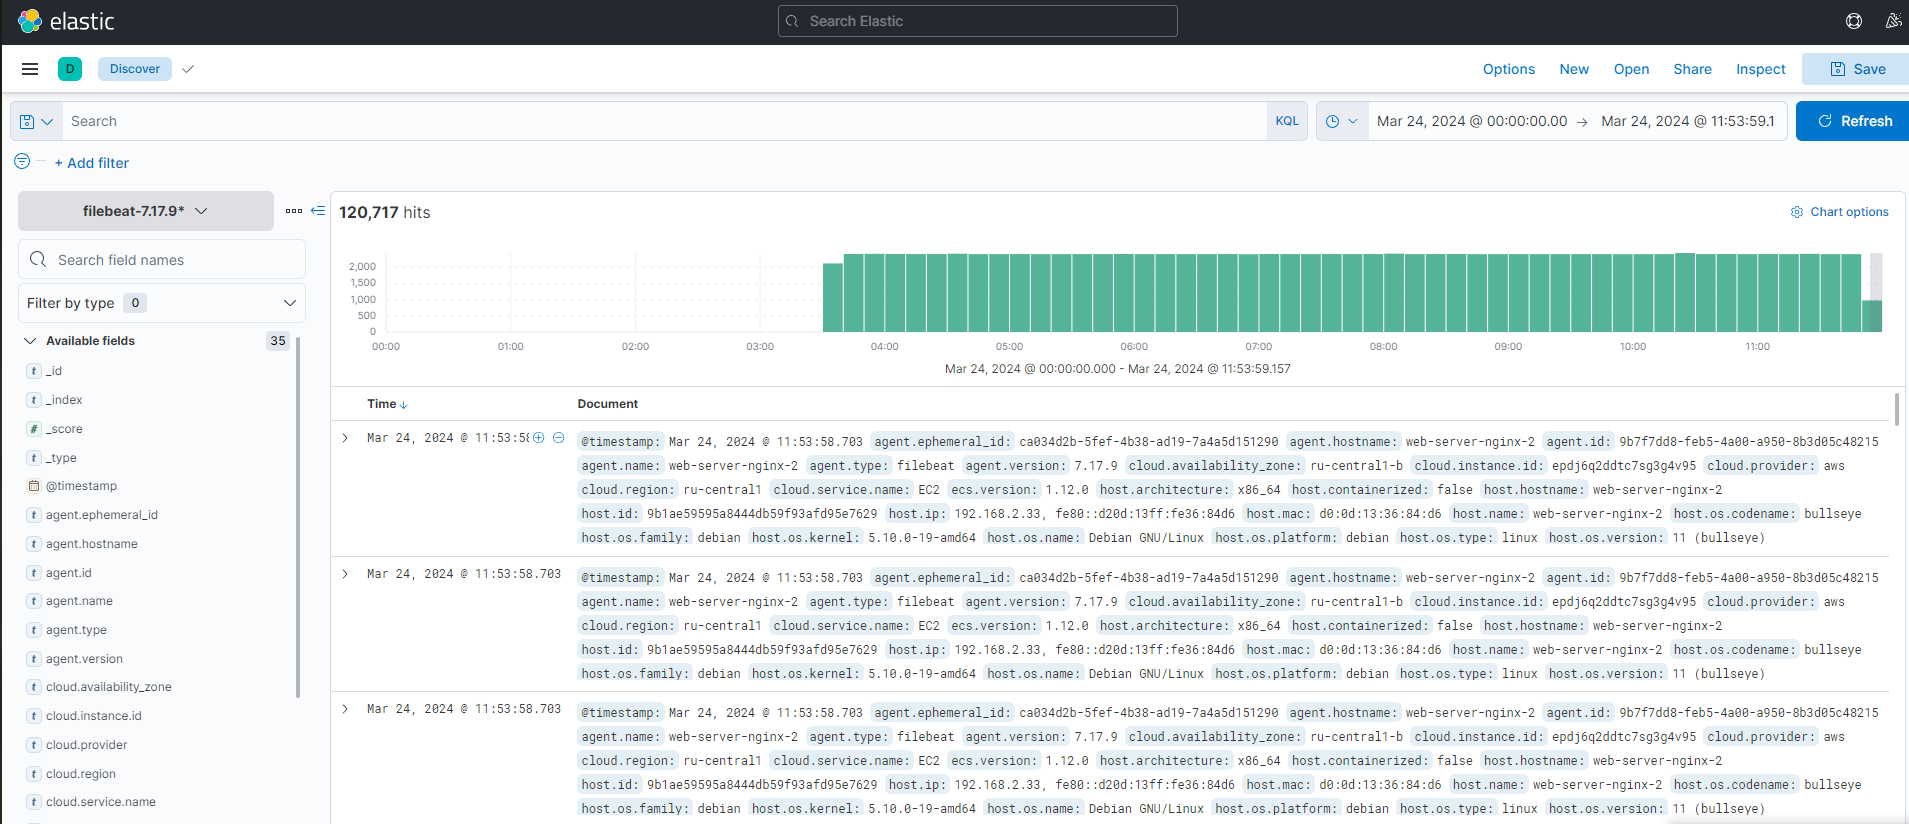 elastic
Search Elastic
D Discover
Options New Open Share Inspect Save
Search KQL Mar 24, 2024 @ 00:00:00.00 → Mar 24, 2024 @ 11:53:59.1 Refresh
+ Add filter
filebeat-7.17.9*
Search field names
Filter by type 0
Available fields 35
t _id
t _index
# _score
t _type
@timestamp
t agent.ephemeral_id
t agent.hostname
t agent.id
t agent.name
t agent.type
t agent.version
t cloud.availability_zone
t cloud.instance.id
t cloud.provider
t cloud.region
t cloud.service.name
120,717 hits
Chart options
2,000
1,500
1,000
500
0
00:00 01:00 02:00 03:00 04:00 05:00 06:00 07:00 08:00 09:00 10:00 11:00
Mar 24, 2024 @ 00:00:00.000 - Mar 24, 2024 @ 11:53:59.157
Time Document
Mar 24, 2024 @ 11:53:58 @timestamp: Mar 24, 2024 @ 11:53:58.703 agent.ephemeral_id: ca034d2b-5fef-4b38-ad19-7a4a5d151290 agent.hostname: web-server-nginx-2 agent.id: 9b7f7dd8-feb5-4a00-a950-8b3d05c48215
agent.name: web-server-nginx-2 agent.type: filebeat agent.version: 7.17.9 cloud.availability_zone: ru-central1-b cloud.instance.id: epdj6q2ddtc7sg3g4v95 cloud.provider: aws
cloud.region: ru-central1 cloud.service.name: EC2 ecs.version: 1.12.0 host.architecture: x86_64 host.containerized: false host.hostname: web-server-nginx-2
host.id: 9b1ae59595a8444db59f93afd95e7629 host.ip: 192.168.2.33, fe80::d20d:13ff:fe36:84d6 host.mac: d0:0d:13:36:84:d6 host.name: web-server-nginx-2 host.os.codename: bullseye
host.os.family: debian host.os.kernel: 5.10.0-19-amd64 host.os.name: Debian GNU/Linux host.os.platform: debian host.os.type: linux host.os.version: 11 (bullseye)
Mar 24, 2024 @ 11:53:58.703 @timestamp: Mar 24, 2024 @ 11:53:58.703 agent.ephemeral_id: ca034d2b-5fef-4b38-ad19-7a4a5d151290 agent.hostname: web-server-nginx-2 agent.id: 9b7f7dd8-feb5-4a00-a950-8b3d05c48215
agent.name: web-server-nginx-2 agent.type: filebeat agent.version: 7.17.9 cloud.availability_zone: ru-central1-b cloud.instance.id: epdj6q2ddtc7sg3g4v95 cloud.provider: aws
cloud.region: ru-central1 cloud.service.name: EC2 ecs.version: 1.12.0 host.architecture: x86_64 host.containerized: false host.hostname: web-server-nginx-2
host.id: 9b1ae59595a8444db59f93afd95e7629 host.ip: 192.168.2.33, fe80::d20d:13ff:fe36:84d6 host.mac: d0:0d:13:36:84:d6 host.name: web-server-nginx-2 host.os.codename: bullseye
host.os.family: debian host.os.kernel: 5.10.0-19-amd64 host.os.name: Debian GNU/Linux host.os.platform: debian host.os.type: linux host.os.version: 11 (bullseye)
Mar 24, 2024 @ 11:53:58.703 @timestamp: Mar 24, 2024 @ 11:53:58.703 agent.ephemeral_id: ca034d2b-5fef-4b38-ad19-7a4a5d151290 agent.hostname: web-server-nginx-2 agent.id: 9b7f7dd8-feb5-4a00-a950-8b3d05c48215
agent.name: web-server-nginx-2 agent.type: filebeat agent.version: 7.17.9 cloud.availability_zone: ru-central1-b cloud.instance.id: epdj6q2ddtc7sg3g4v95 cloud.provider: aws
cloud.region: ru-central1 cloud.service.name: EC2 ecs.version: 1.12.0 host.architecture: x86_64 host.containerized: false host.hostname: web-server-nginx-2
host.id: 9b1ae59595a8444db59f93afd95e7629 host.ip: 192.168.2.33, fe80::d20d:13ff:fe36:84d6 host.mac: d0:0d:13:36:84:d6 host.name: web-server-nginx-2 host.os.codename: bullseye
host.os.family: debian host.os.kernel: 5.10.0-19-amd64 host.os.name: Debian GNU/Linux host.os.platform: debian host.os.type: linux host.os.version: 11 (bullseye)